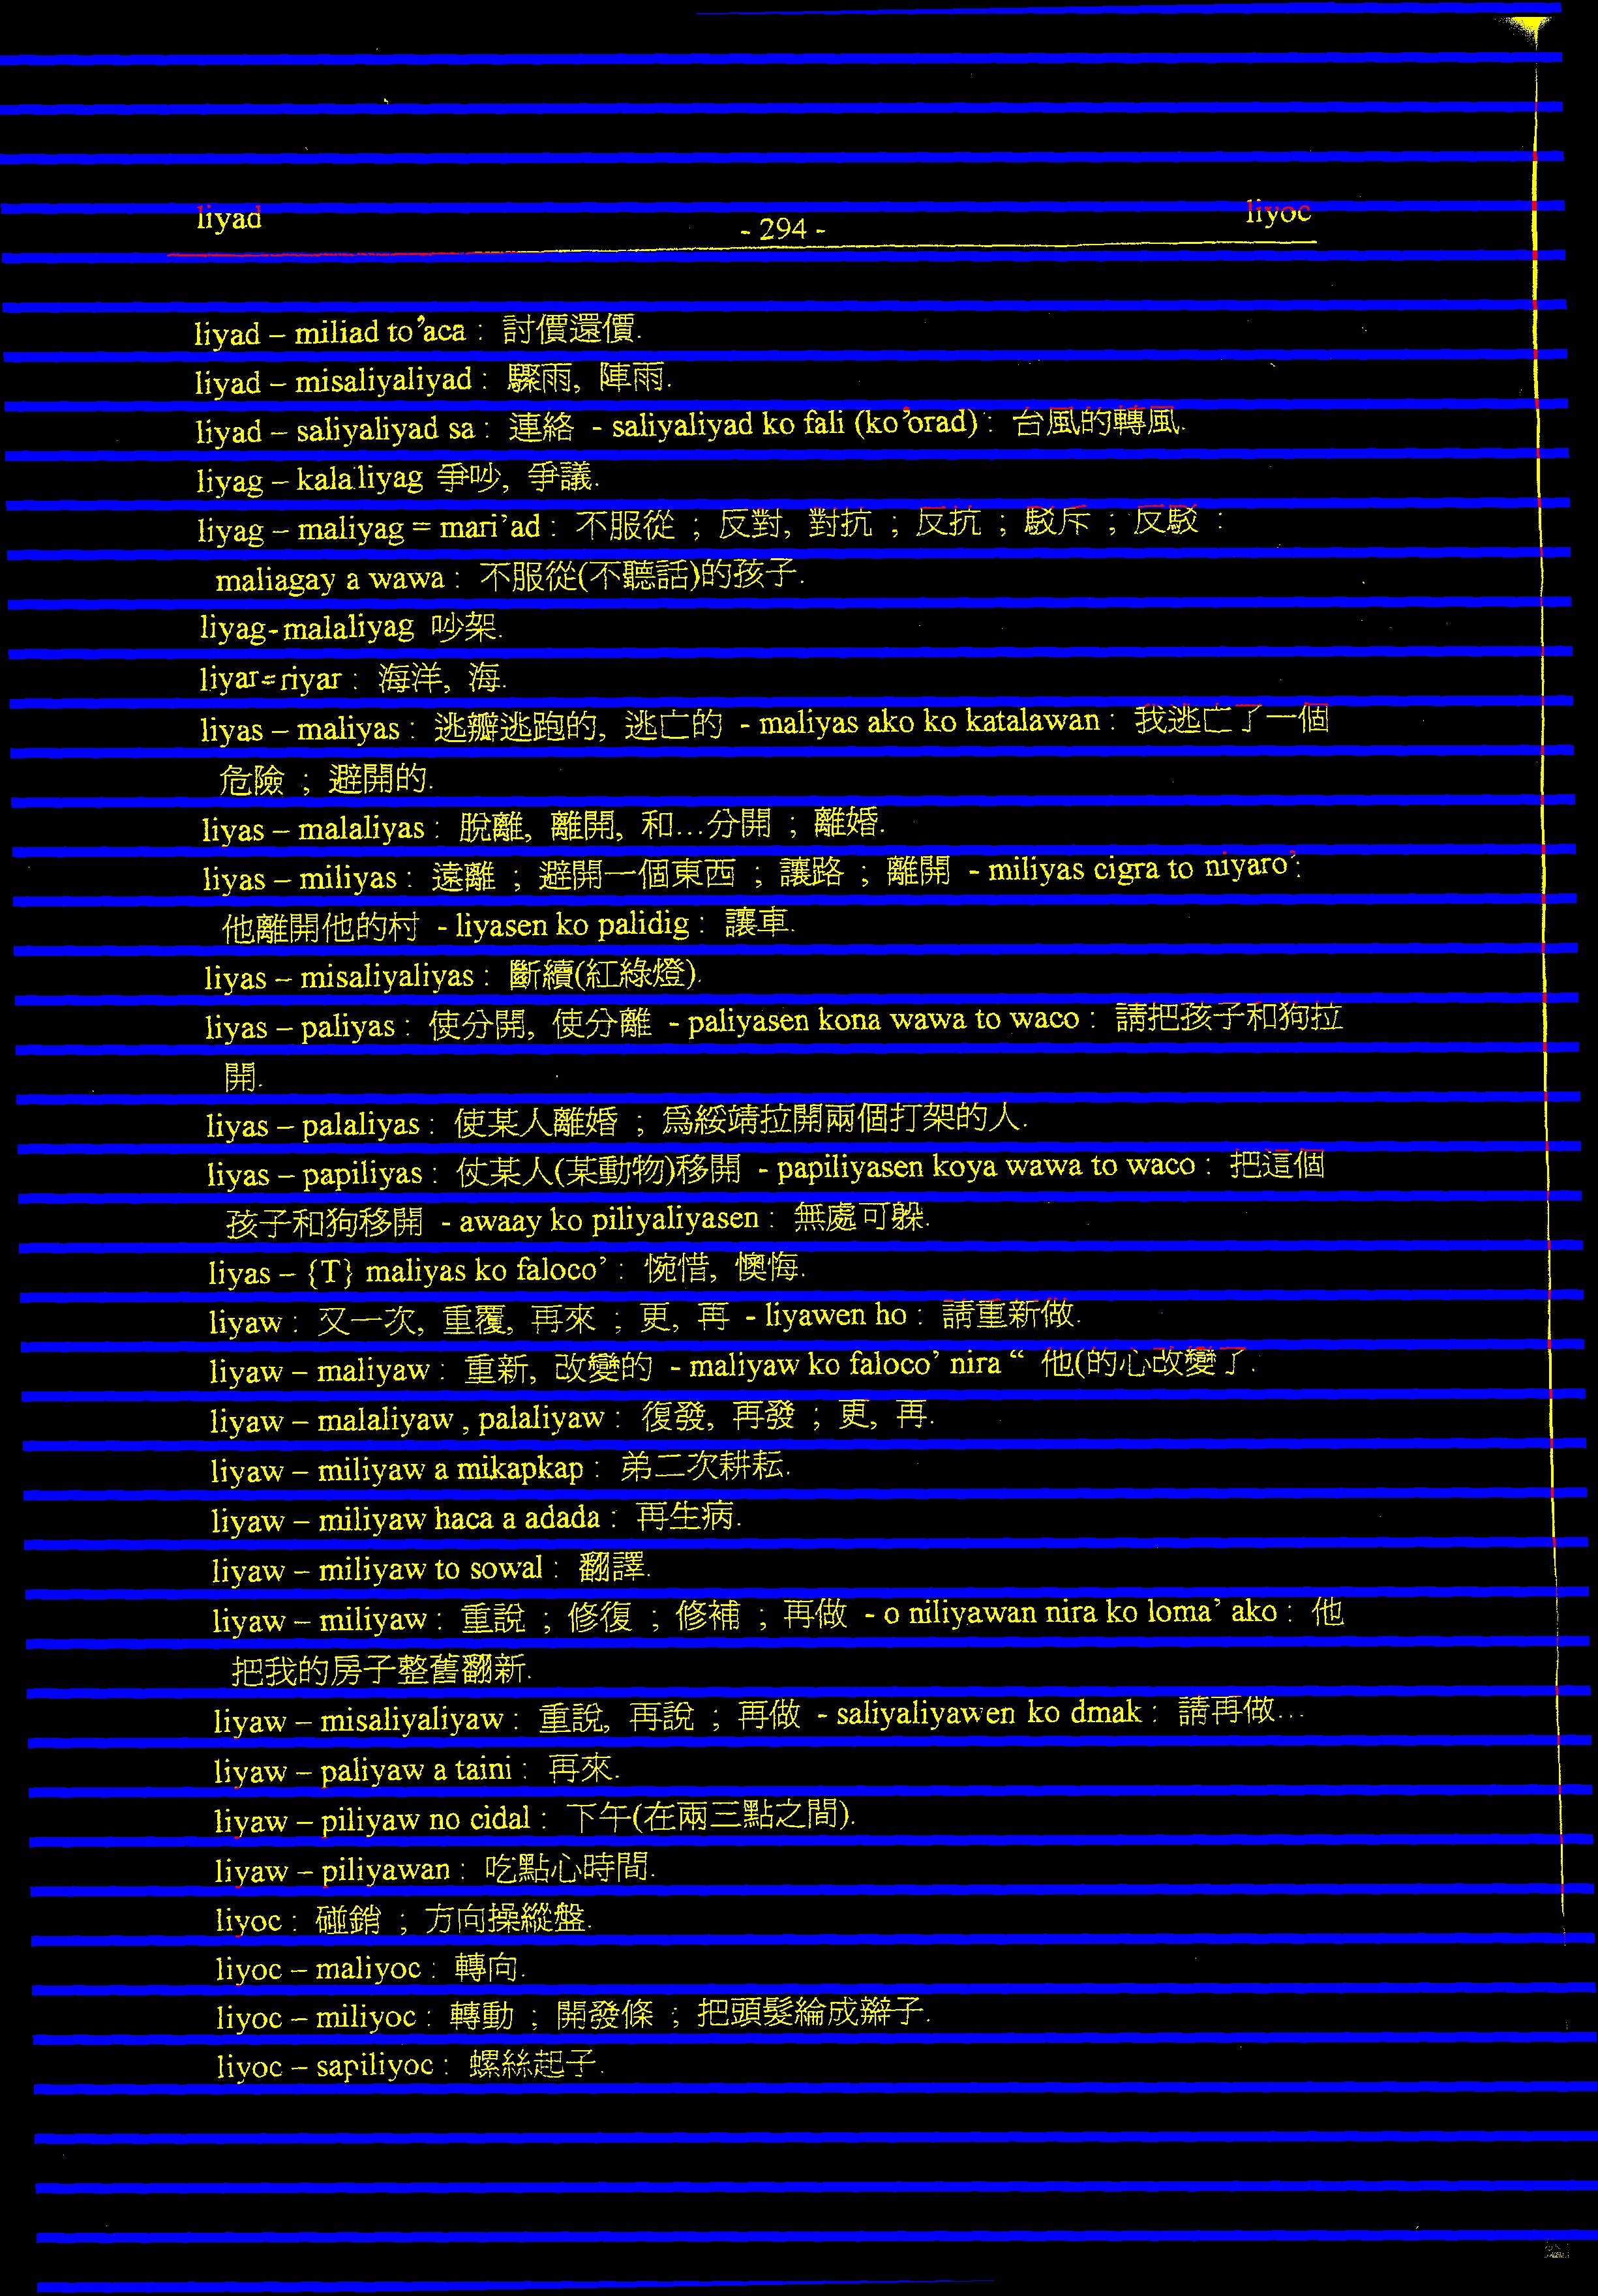 liyad
- 294 -
liyoc
liyad – miliad to'aca : 討價還價.
liyad – misaliyaliyad : 驟雨, 陣雨.
liyad – saliyaliyad sa : 連絡 - saliyaliyad ko fali (ko'orad) : 台風的轉風.
liyag – kalaliyag 爭吵, 爭議.
liyag – maliyag = mari'ad : 不服從 ; 反對, 對抗 ; 反抗 ; 駁斥 ; 反駁 :
maliagay a wawa : 不服從(不聽話)的孩子.
liyag-malaliyag 吵架.
liyar=riyar : 海洋, 海.
liyas – maliyas : 逃瓣逃跑的, 逃亡的 - maliyas ako ko katalawan : 我逃亡了一個
危險 ; 避開的.
liyas – malaliyas : 脫離, 離開, 和...分開 ; 離婚.
liyas – miliyas : 遠離 ; 避開一個東西 ; 讓路 ; 離開 - miliyas cigra to niyaro':
他離開他的村 - liyasen ko palidig : 讓車.
liyas – misaliyaliyas : 斷續(紅綠燈).
liyas – paliyas : 使分開, 使分離 - paliyasen kona wawa to waco : 請把孩子和狗拉
開.
liyas – palaliyas : 使某人離婚 ; 爲綏靖拉開兩個打架的人.
liyas – papiliyas : 仗某人(某動物)移開 - papiliyasen koya wawa to waco : 把這個
孩子和狗移開 - awaay ko piliyaliyasen : 無處可躲.
liyas – {T} maliyas ko faloco' : 惋惜, 懊悔.
liyaw : 又一次, 重覆, 再來 ; 更, 再 - liyawen ho : 請重新做.
liyaw – maliyaw : 重新, 改變的 - maliyaw ko faloco' nira “ 他(的心改變了.
liyaw – malaliyaw , palaliyaw : 復發, 再發 ; 更, 再.
liyaw – miliyaw a mikapkap : 弟二次耕耘.
liyaw – miliyaw haca a adada : 再生病.
liyaw – miliyaw to sowal : 翻譯.
liyaw – miliyaw : 重說 ; 修復 ; 修補 ; 再做 - o niliyawan nira ko loma' ako : 他
把我的房子整舊翻新.
liyaw – misaliyaliyaw : 重說, 再說 ; 再做 - saliyaliyawen ko dmak : 請再做...
liyaw – paliyaw a taini : 再來.
liyaw – piliyaw no cidal : 下午(在兩三點之間).
liyaw – piliyawan : 吃點心時間.
liyoc : 碰銷 ; 方向操縱盤.
liyoc – maliyoc : 轉向.
liyoc – miliyoc : 轉動 ; 開發條 ; 把頭髮綸成辮子.
liyoc – sapiliyoc : 螺絲起子.